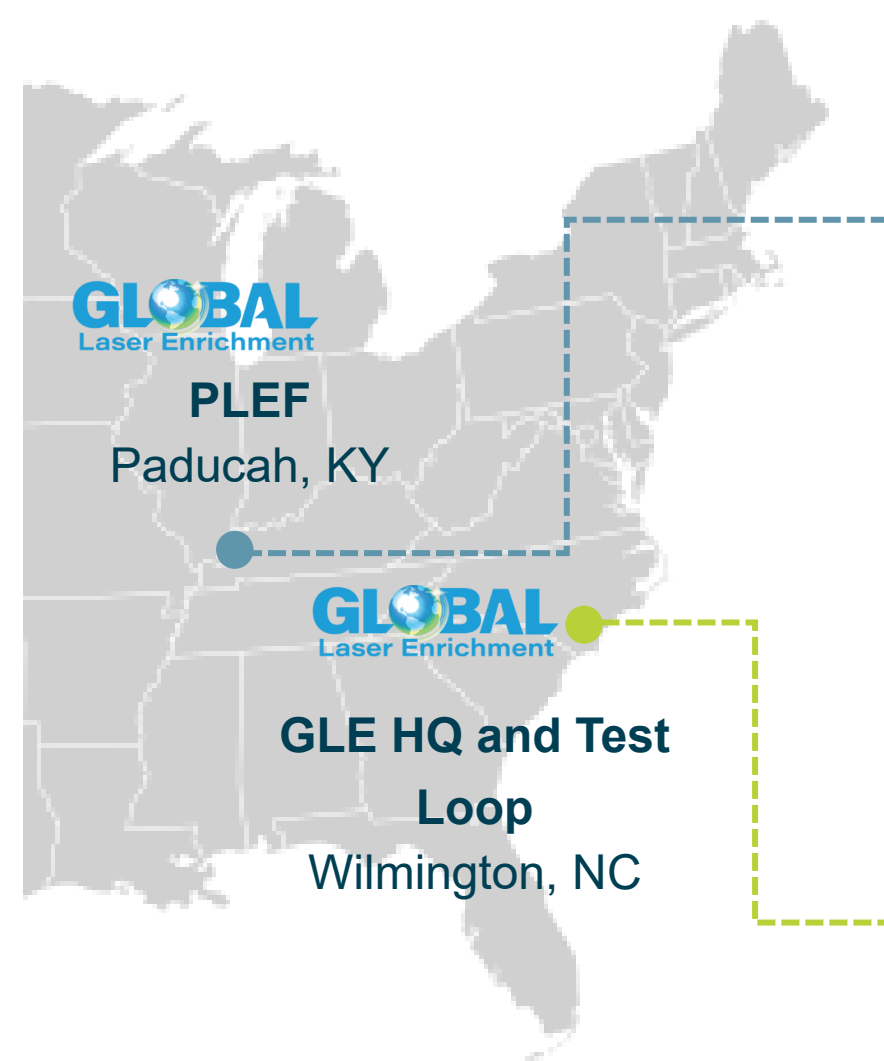 GLOBAL
Laser Enrichment
PLEF
Paducah, KY
GLOBAL
Laser Enrichment
GLE HQ and Test
Loop
Wilmington, NC